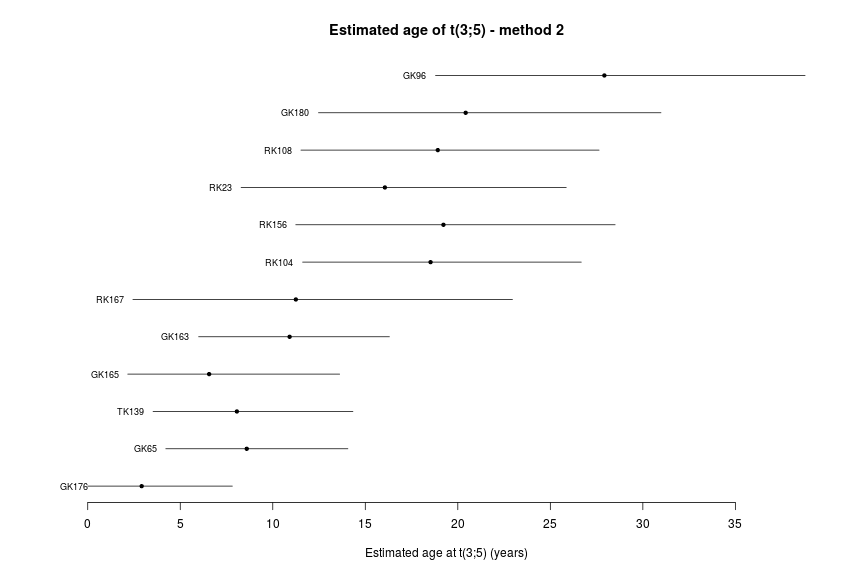 Estimated age of t(3;5) - method 2
GK96
GK180
RK108
RK23
RK156
RK104
RK167
GK163
GK165
TK139
GK65
GK176
0 5 10 15 20 25 30 35
Estimated age at t(3;5) (years)